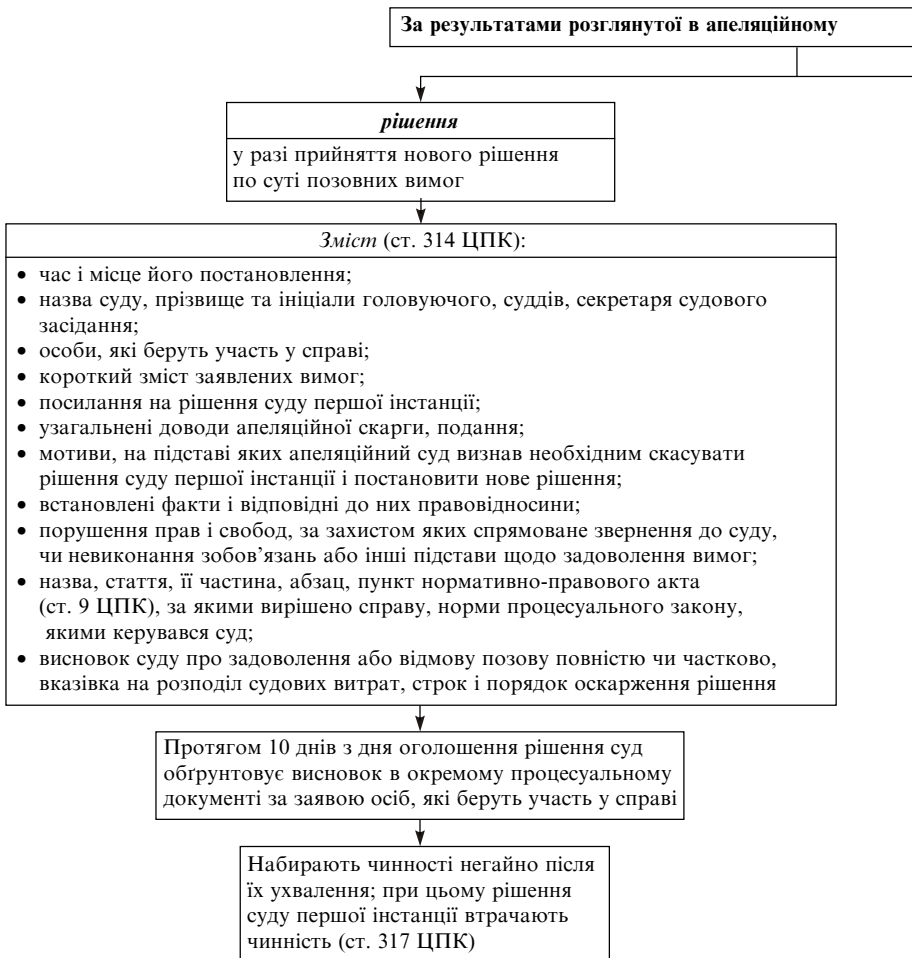 За результатами розглянутої в апеляційному
рішення
у разі прийняття нового рішення
по суті позовних вимог
Зміст (ст. 314 ЦПК):
• час і місце його постановлення;
• назва суду, прізвище та ініціали головуючого, суддів, секретаря судового
засідання;
• особи, які беруть участь у справі;
• короткий зміст заявлених вимог;
• посилання на рішення суду першої інстанції;
• узагальнені доводи апеляційної скарги, подання;
• мотиви, на підставі яких апеляційний суд визнав необхідним скасувати
рішення суду першої інстанції і постановити нове рішення;
• встановлені факти і відповідні до них правовідносини;
• порушення прав і свобод, за захистом яких спрямоване звернення до суду,
чи невиконання зобов'язань або інші підстави щодо задоволення вимог;
• назва, стаття, її частина, абзац, пункт нормативно-правового акта
(ст. 9 ЦПК), за якими вирішено справу, норми процесуального закону,
якими керувався суд;
• висновок суду про задоволення або відмову позову повністю чи частково,
вказівка на розподіл судових витрат, строк і порядок оскарження рішення
Протягом 10 днів з дня оголошення рішення суд
обґрунтовує висновок в окремому процесуальному
документі за заявою осіб, які беруть участь у справі
Набирають чинності негайно після
їх ухвалення; при цьому рішення
суду першої інстанції втрачають
чинність (ст. 317 ЦПК)